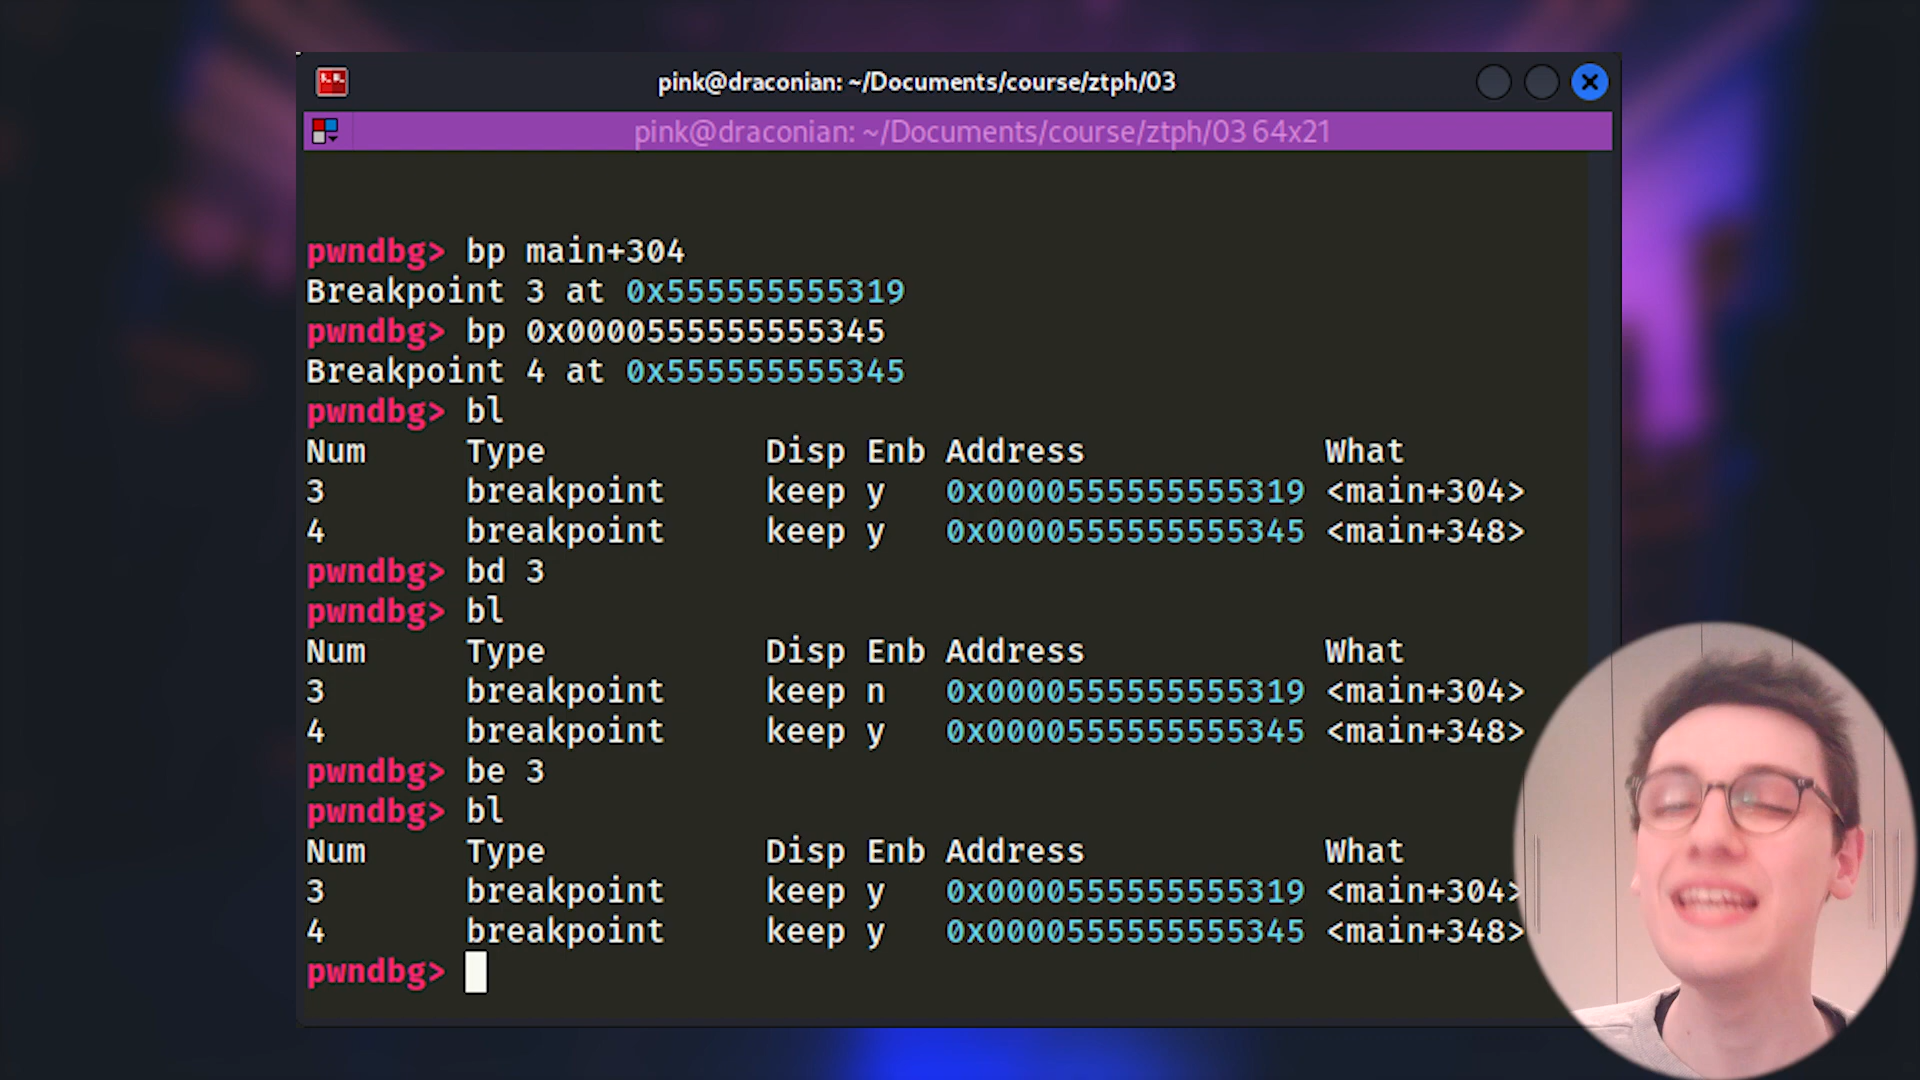 pink@draconian: ~/Documents/course/ztph/03
pink@draconian: ~/Documents/course/ztph/03 64x21
pwndbg> bp main+304
Breakpoint 3 at 0x555555555319
pwndbg> bp 0x0000555555555345
Breakpoint 4 at 0x555555555345
pwndbg> bl
Num Type Disp Enb Address What
3 breakpoint keep y 0x0000555555555319 <main+304>
4 breakpoint keep y 0x0000555555555345 <main+348>
pwndbg> bd 3
pwndbg> bl
Num Type Disp Enb Address What
3 breakpoint keep n 0x0000555555555319 <main+304>
4 breakpoint keep y 0x0000555555555345 <main+348>
pwndbg> be 3
pwndbg> bl
Num Type Disp Enb Address What
3 breakpoint keep y 0x0000555555555319 <main+304>
4 breakpoint keep y 0x0000555555555345 <main+348>
pwndbg>